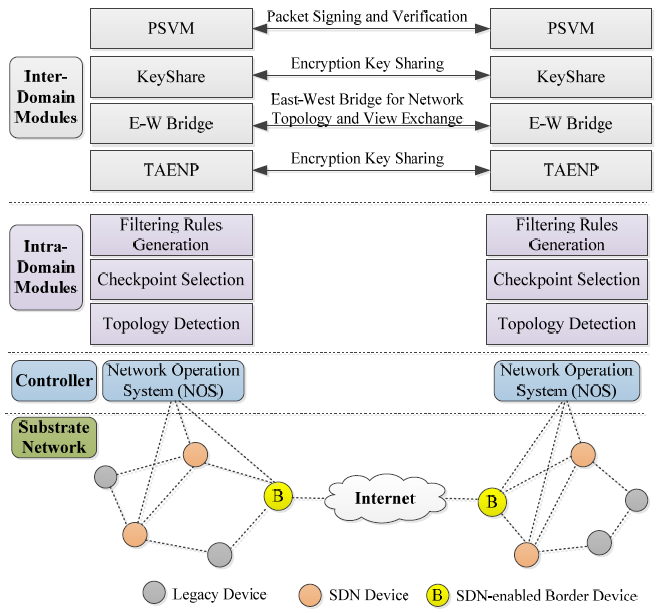 PSVM
Packet Signing and Verification
PSVM
Inter-
Domain
Modules
KeyShare
Encryption Key Sharing
KeyShare
E-W Bridge
East-West Bridge for Network
Topology and View Exchange
E-W Bridge
TAENP
Encryption Key Sharing
TAENP
Intra-
Domain
Modules
Filtering Rules
Generation
Checkpoint Selection
Topology Detection
Filtering Rules
Generation
Checkpoint Selection
Topology Detection
Controller
Network Operation
System (NOS)
Network Operation
System (NOS)
Substrate
Network
B
Internet
B
Legacy Device
SDN Device
B
SDN-enabled Border Device